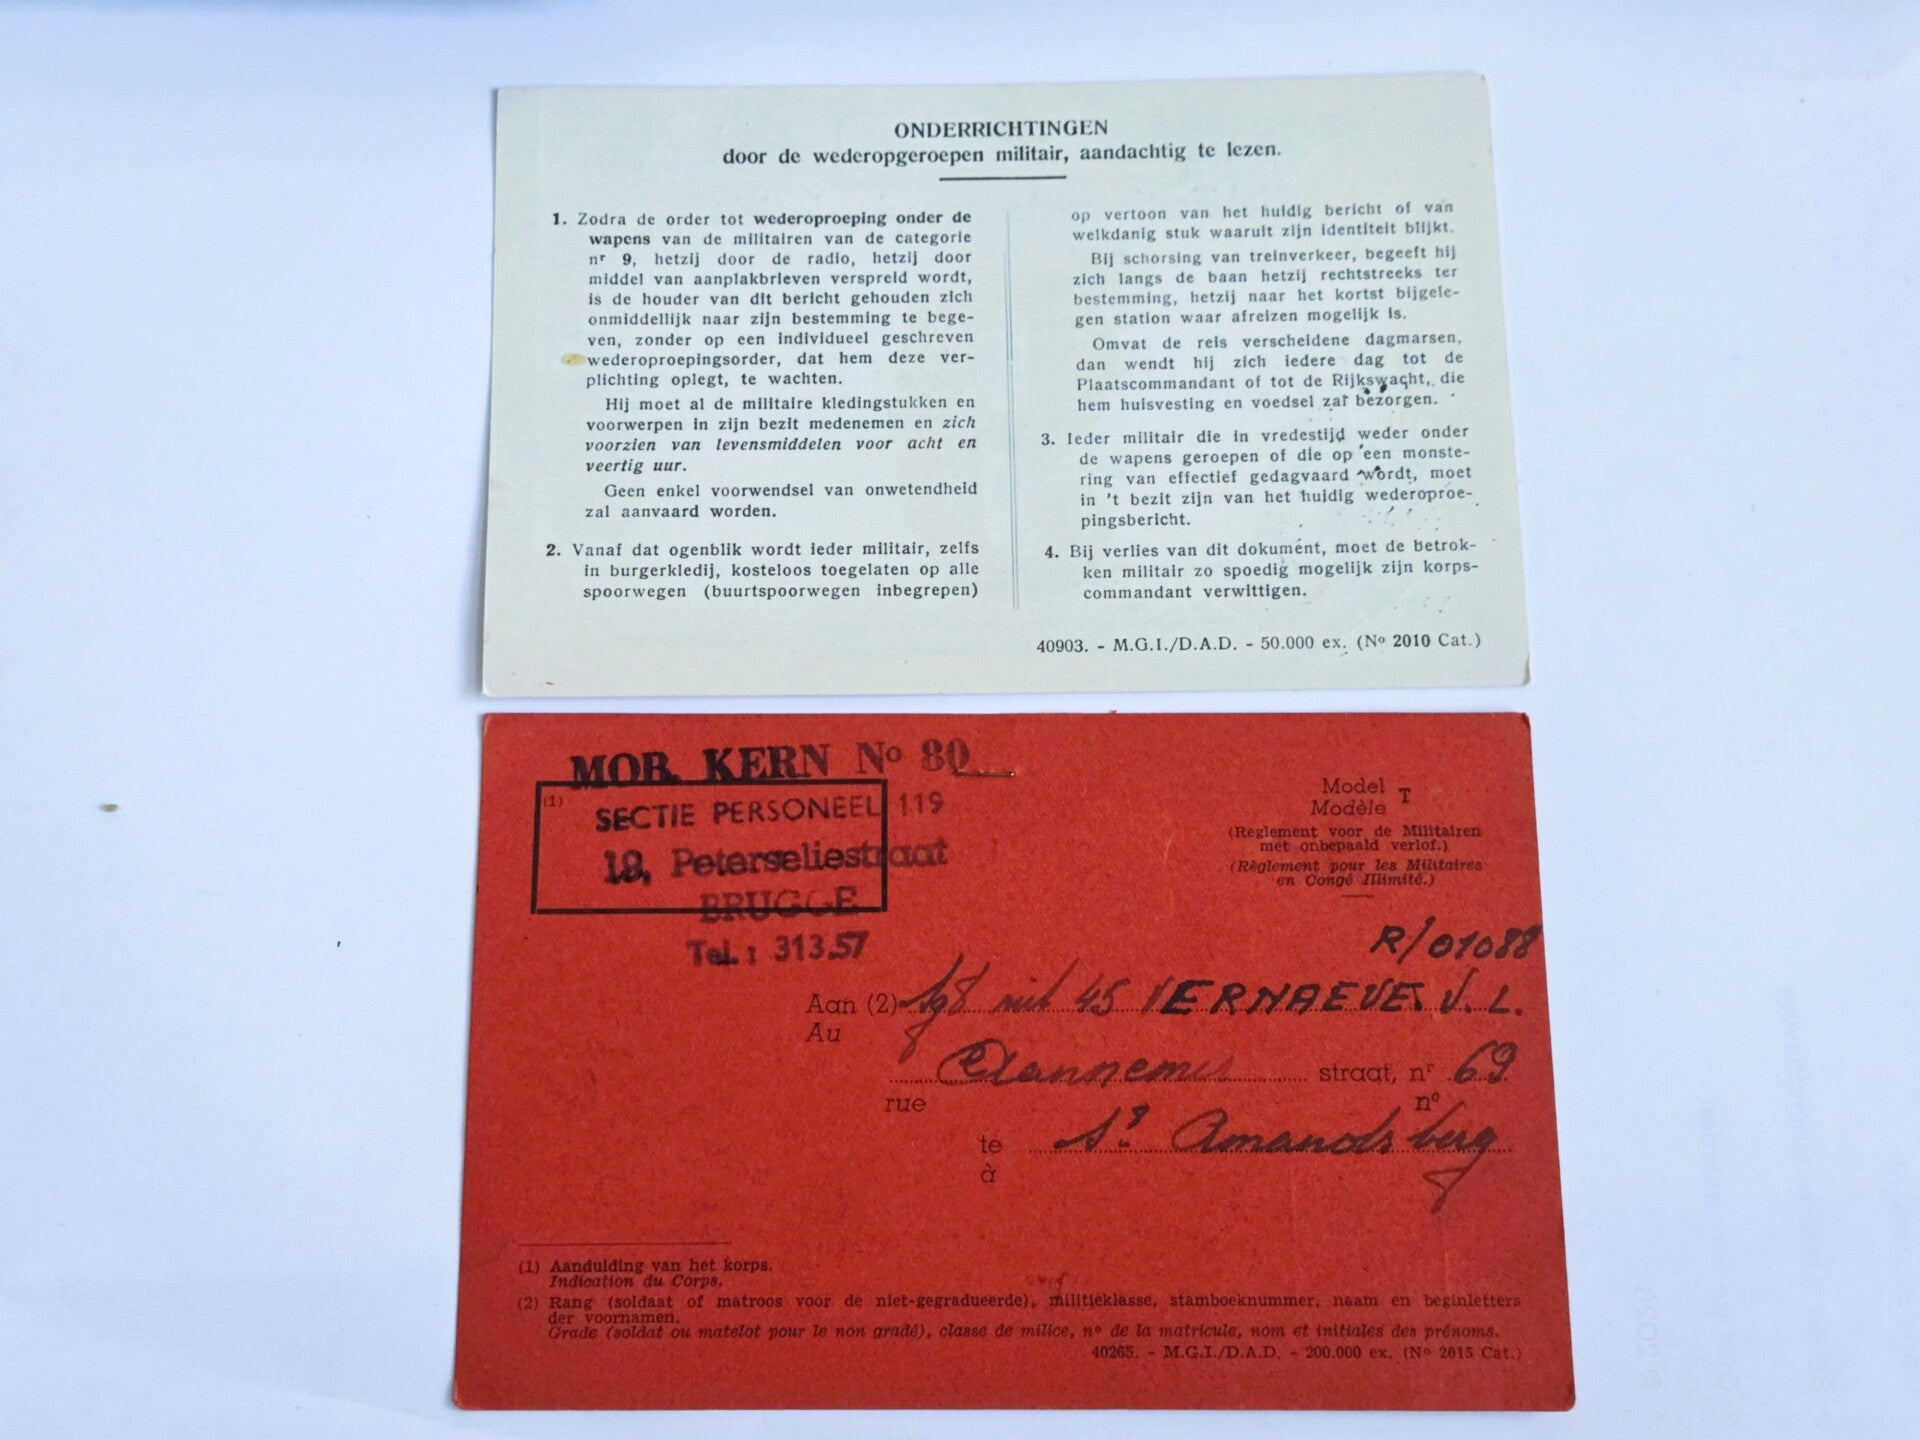 ONDERRICHTINGEN
door de wederopgeroepen militair, aandachtig te lezen.
1. Zodra de order tot wederoproeping onder de
wapens van de militairen van de categorie
nr 9, hetzij door de radio, hetzij door
middel van aanplakbrieven verspreid wordt,
is de houder van dit bericht gehouden zich
onmiddellijk naar zijn bestemming te bege-
ven, zonder op een individueel geschreven
wederoproepingsorder, dat hem deze ver-
plichting oplegt, te wachten.
Hij moet al de militaire kledingstukken en
voorwerpen in zijn bezit medenemen en zich
voorzien van levensmiddelen voor acht en
veertig uur.
Geen enkel voorwendsel van onwetendheid
zal aanvaard worden.
2. Vanaf dat ogenblik wordt ieder militair, zelfs
in burgerkledij, kosteloos toegelaten op alle
spoorwegen (buurtspoorwegen inbegrepen)
op vertoon van het huidig bericht of van
welkdanig stuk waaruit zijn identiteit blijkt.
Bij schorsing van treinverkeer, begeeft hij
zich langs de baan hetzij rechtstreeks ter
bestemming, hetzij naar het kortst bijgele-
gen station waar afreizen mogelijk is.
Omvat de reis verscheidene dagmarsen,
dan wendt hij zich iedere dag tot de
Plaatscommandant of tot de Rijkswacht, die
hem huisvesting en voedsel zal bezorgen.
3. Ieder militair die in vredestijd weder onder
de wapens geroepen of die op een monste-
ring van effectief gedagvaard wordt, moet
in 't bezit zijn van het huidig wederoproe-
pingsbericht.
4. Bij verlies van dit dokument, moet de betrok-
ken militair zo spoedig mogelijk zijn korps-
commandant verwittigen.
40903. - M.G.I./D.A.D. - 50.000 ex. (No 2010 Cat.)
MOB. KERN No 80
(1) SECTIE PERSONEEL 119
19, Peterseliestraat
BRUGGE
Tel.: 313.57
Model T
Modèle
(Reglement voor de Militairen
met onbepaald verlof.)
(Règlement pour les Militaires
en Congé Illimité.)
R/01088
Aan (2) mil 45 VERNAEVE. J. L.
Au
straat, nr 69
rue no
te St Amandsberg
à
(1) Aanduiding van het korps.
Indication du Corps.
(2) Rang (soldaat of matroos voor de niet-gegradueerde), militieklasse, stamboeknummer, naam en beginletters
der voornamen.
Grade (soldat ou matelot pour le non gradé), classe de milice, no de la matricule, nom et initiales des prénoms.
40265. - M.G.I./D.A.D. - 200.000 ex. (No 2015 Cat.)